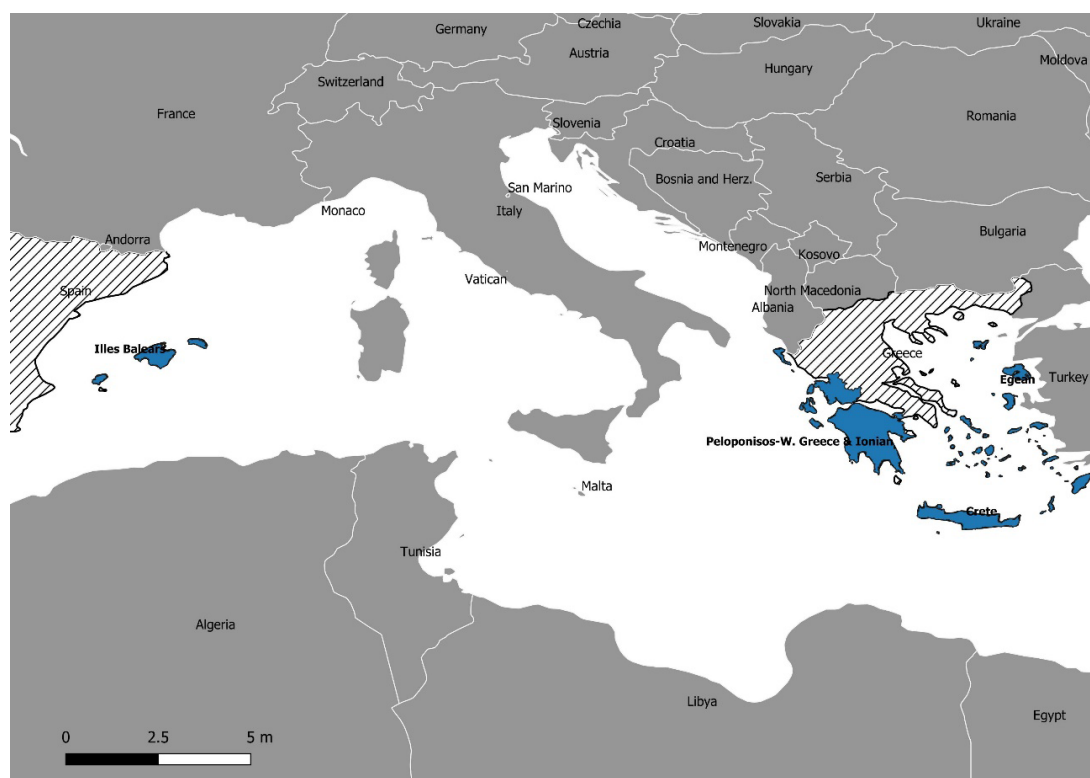 Czechia
Slovakia
Ukraine
Germany
Austria
Moldova
Hungary
Switzerland
France
Romania
Slovenia
Croatia
Bosnia and Herz.
Serbia
San Marino
Italy
Monaco
Bulgaria
Andorra
Montenegro
Kosovo
Vatican
Spain
North Macedonia
Albania
Illes Balears
Greece
Egean
Turkey
Peloponisos-W. Greece & Ionian
Malta
Crete
Tunisia
Algeria
Libya
Egypt
0 2.5 5 m